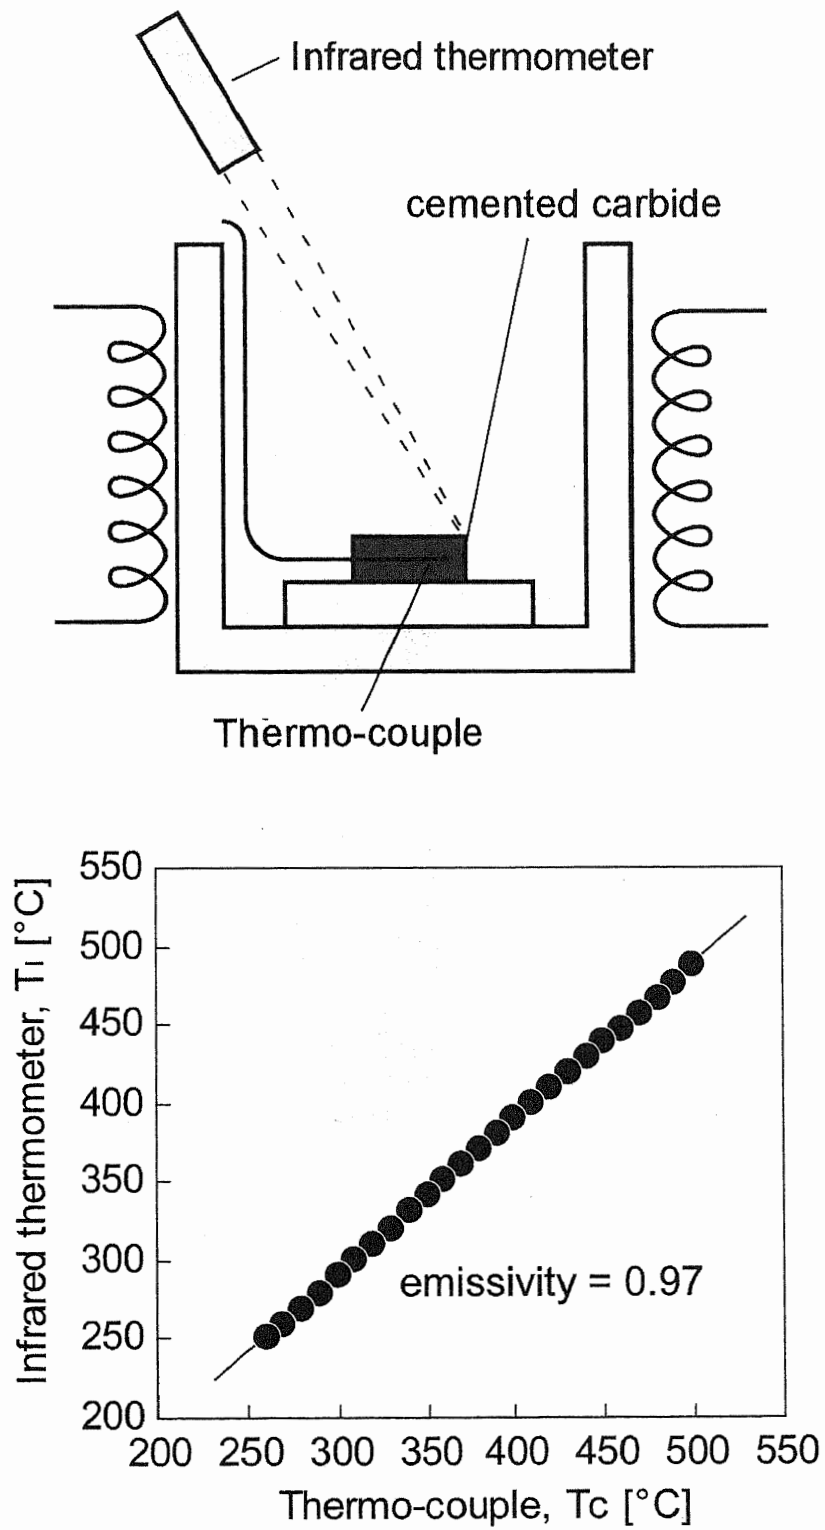 Infrared thermometer
cemented carbide
Thermo-couple
550
500
450
400
350
300
250
200
Infrared thermometer, TI [°C]
emissivity = 0.97
200 250 300 350 400 450 500 550
Thermo-couple, Tc [°C]